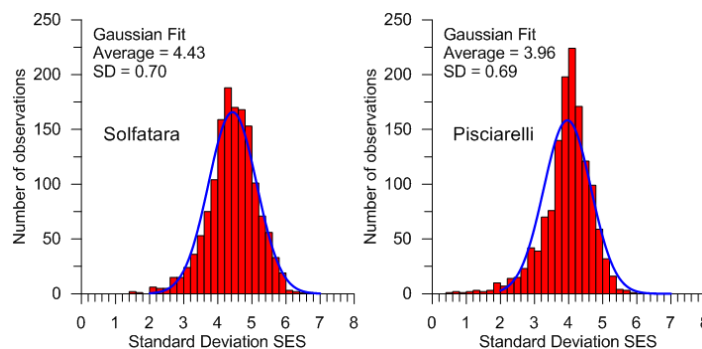 250
200
150
100
50
0
Number of observations
Gaussian Fit
Average = 4.43
SD = 0.70
Solfatara
0 1 2 3 4 5 6 7 8
Standard Deviation SES
250
200
150
100
50
0
Number of observations
Gaussian Fit
Average = 3.96
SD = 0.69
Pisciarelli
0 1 2 3 4 5 6 7 8
Standard Deviation SES